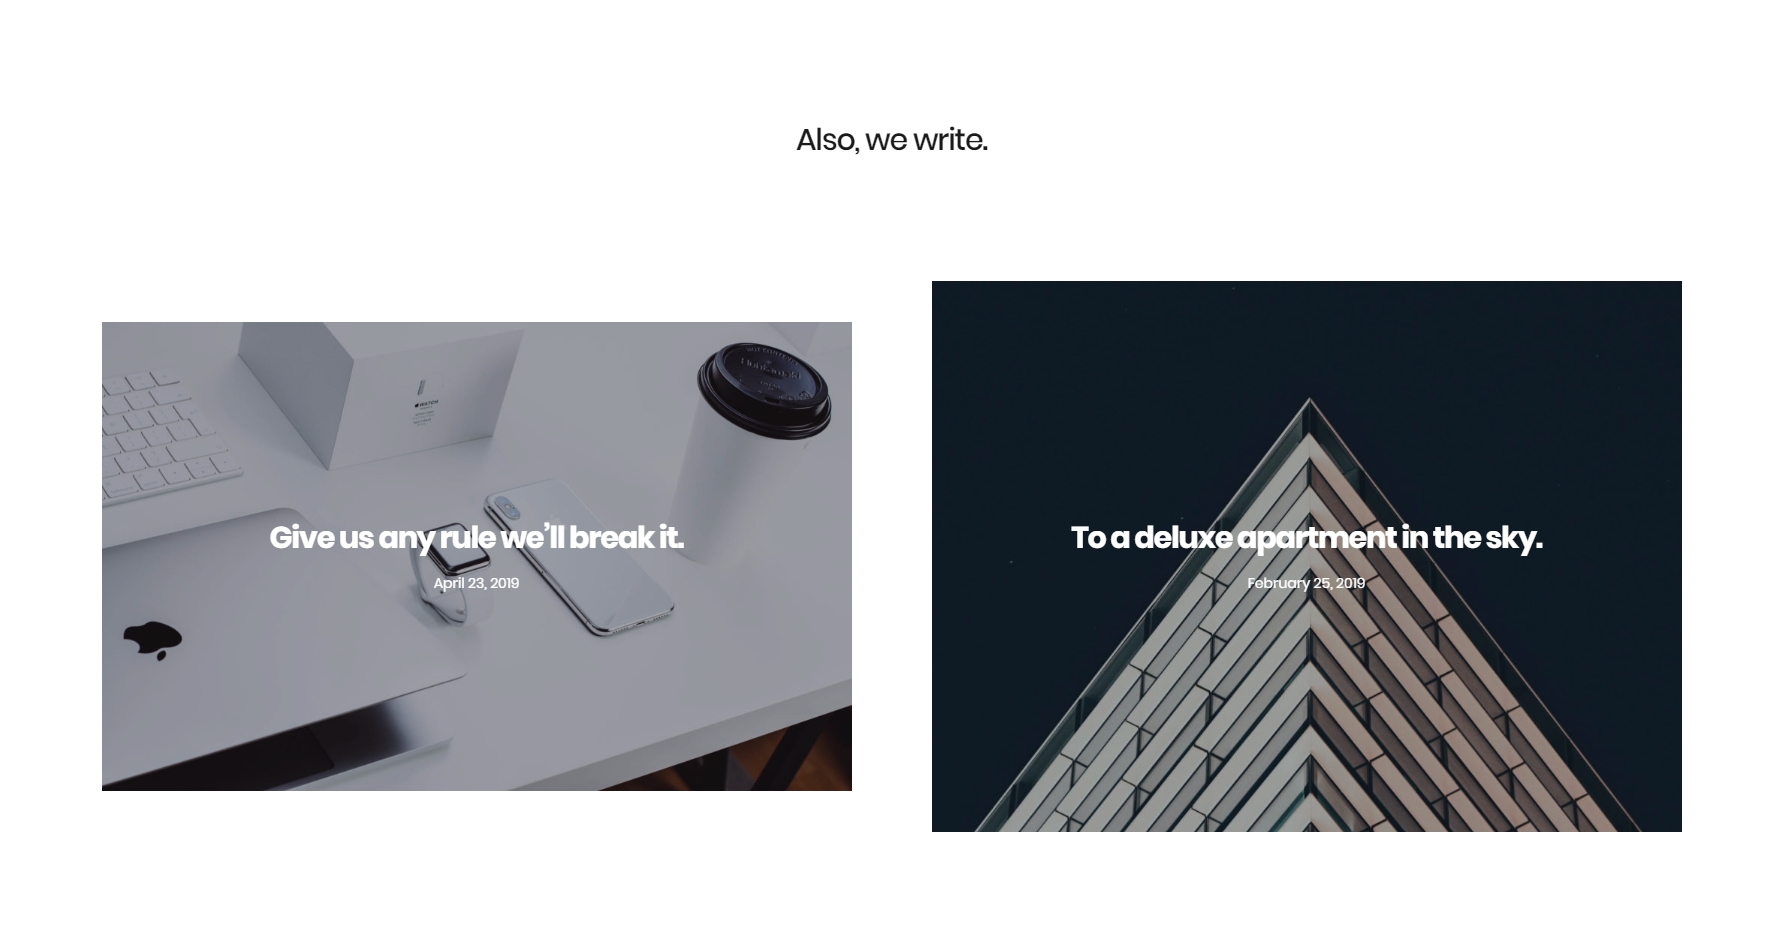 Also, we write.
Give us any rule we’ll break it.
April 23, 2019
To a deluxe apartment in the sky.
February 25, 2019
WATCH